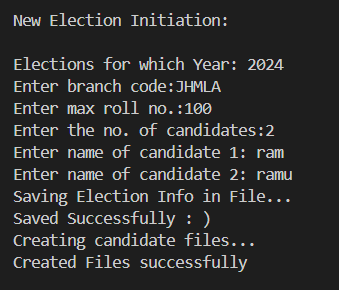 New Election Initiation:
Elections for which Year: 2024
Enter branch code:JHMLA
Enter max roll no.:100
Enter the no. of candidates:2
Enter name of candidate 1: ram
Enter name of candidate 2: ramu
Saving Election Info in File...
Saved Successfully : )
Creating candidate files...
Created Files successfully